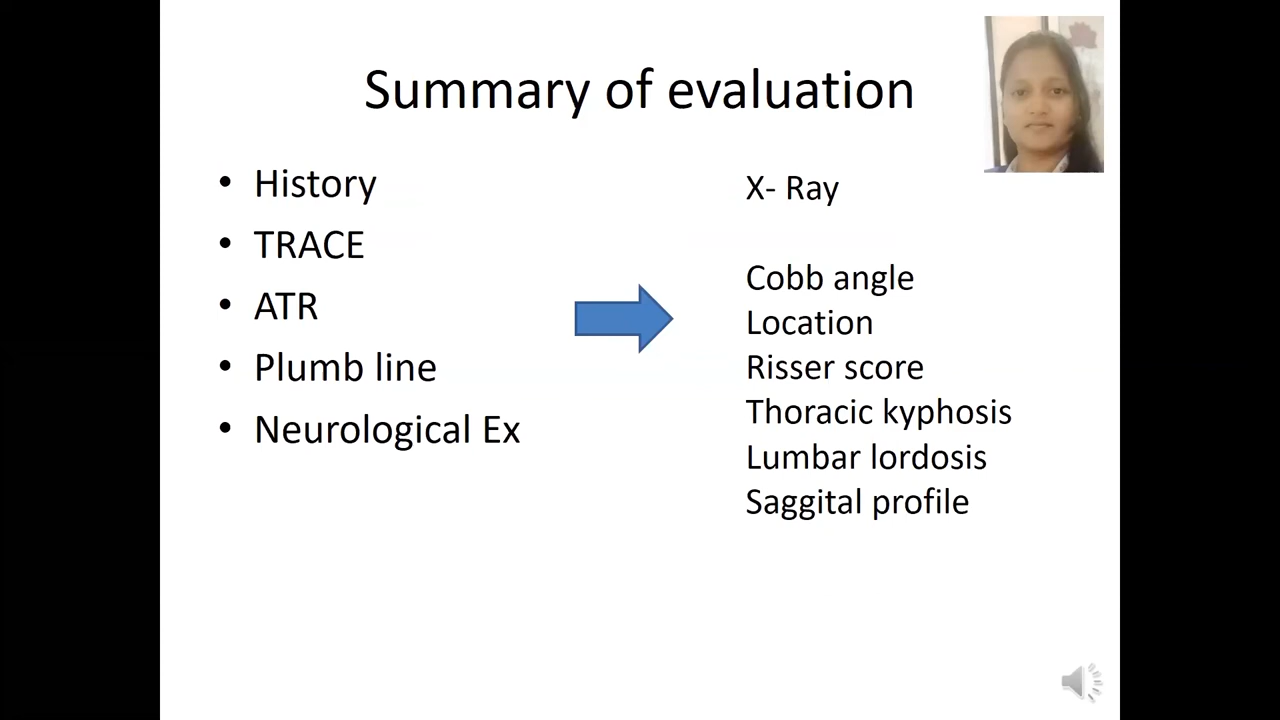 Summary of evaluation
• History
• TRACE
• ATR
• Plumb line
• Neurological Ex
X- Ray
Cobb angle
Location
Risser score
Thoracic kyphosis
Lumbar lordosis
Saggital profile